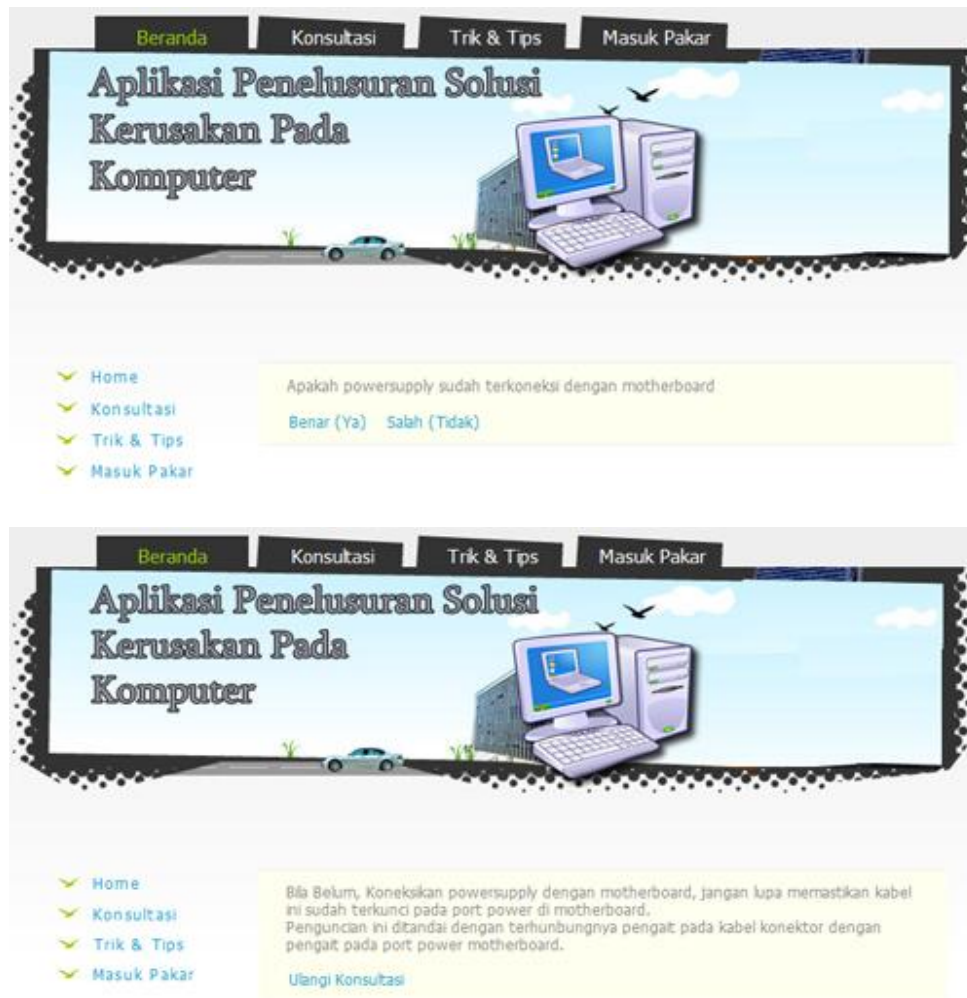 Beranda Konsultasi Trik & Tips Masuk Pakar
Aplikasi Penelusuran Solusi
Kerusakan Pada
Komputer
Home
Konsultasi
Trik & Tips
Masuk Pakar
Apakah powersupply sudah terkoneksi dengan motherboard
Benar (Ya) Salah (Tidak)
Beranda Konsultasi Trik & Tips Masuk Pakar
Aplikasi Penelusuran Solusi
Kerusakan Pada
Komputer
Home
Konsultasi
Trik & Tips
Masuk Pakar
Bila Belum, Koneksikan powersupply dengan motherboard, jangan lupa memastikan kabel
ini sudah terkunci pada port power di motherboard.
Penguncian ini ditandai dengan terhubungnya pengait pada kabel konektor dengan
pengait pada port power motherboard.
Ulangi Konsultasi